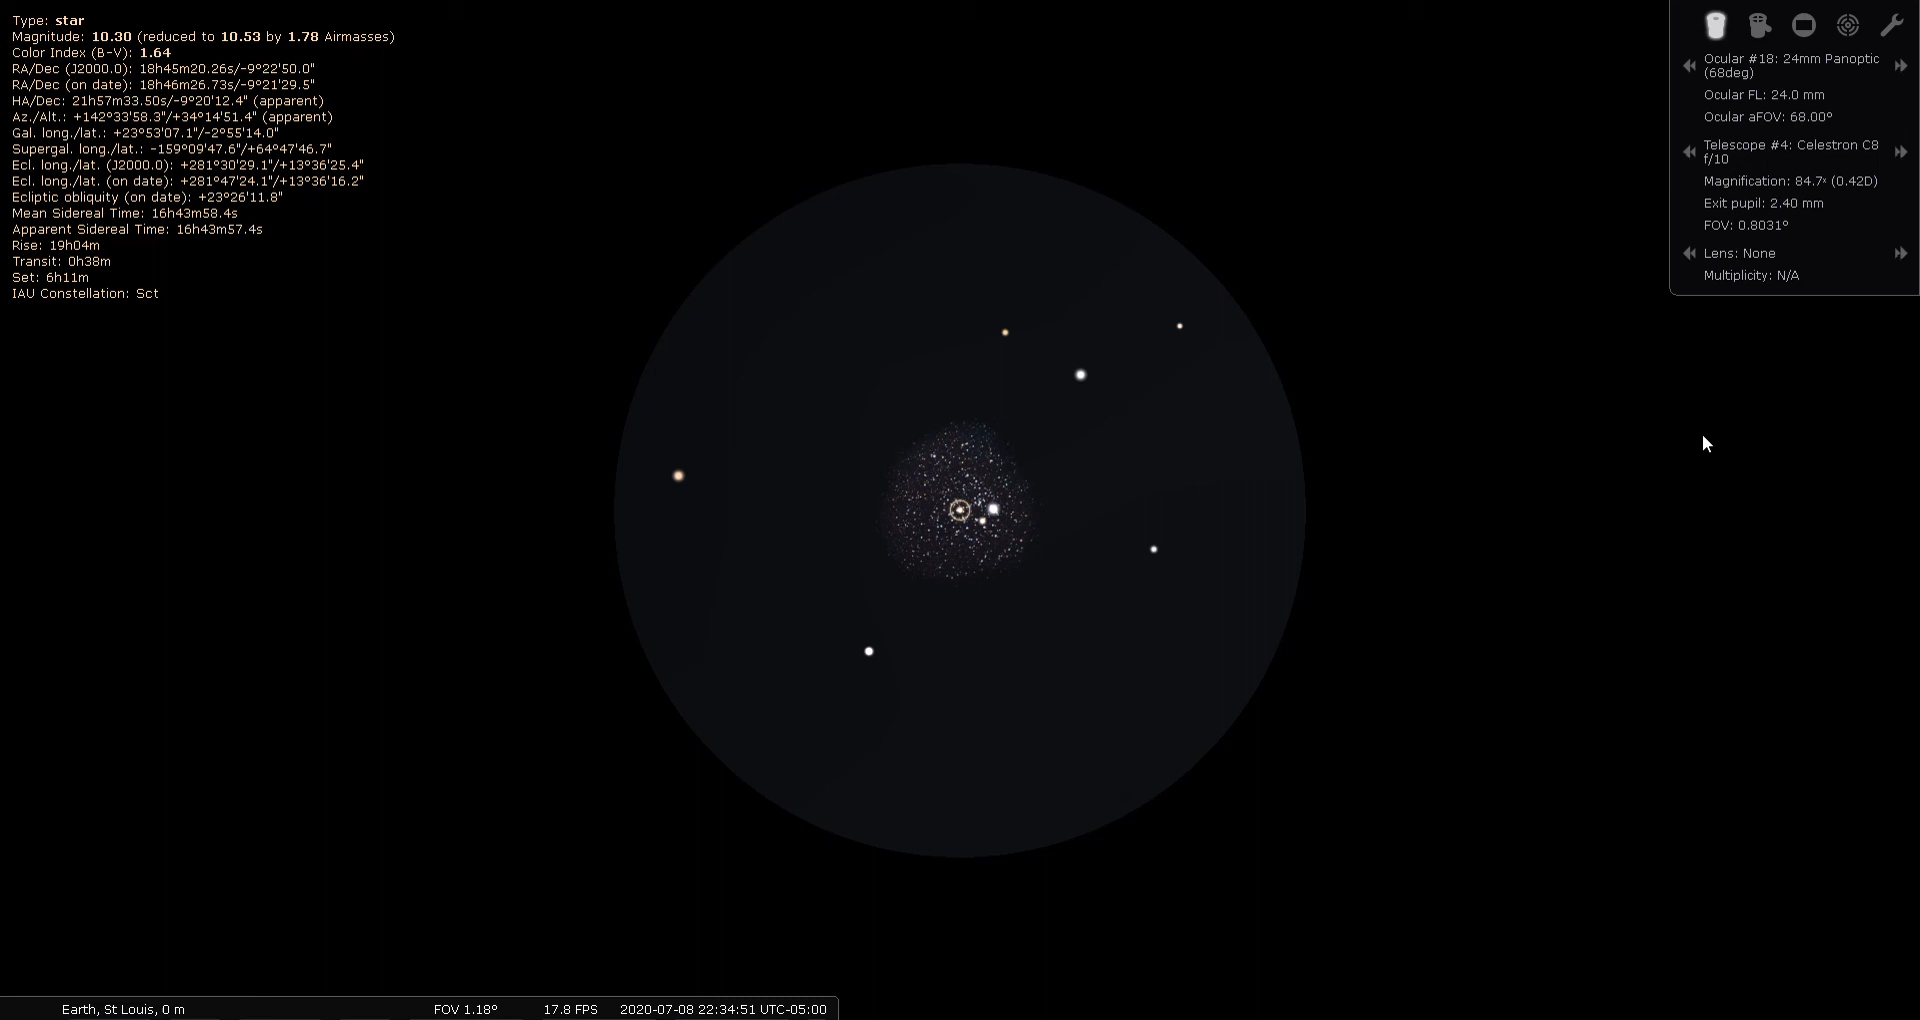 Type: star
Magnitude: 10.30 (reduced to 10.53 by 1.78 Airmasses)
Color Index (B-V): 1.64
RA/Dec (J2000.0): 18h45m20.26s/-9°22'50.0"
RA/Dec (on date): 18h46m26.73s/-9°21'29.5"
HA/Dec: 21h57m33.50s/-9°20'12.4" (apparent)
Az./Alt.: +142°33'58.3"/+34°14'51.4" (apparent)
Gal. long./lat.: +23°53'07.1"/-2°55'14.0"
Supergal. long./lat.: -159°09'47.6"/+64°47'46.7"
Ecl. long./lat. (J2000.0): +281°30'29.1"/+13°36'25.4"
Ecl. long./lat. (on date): +281°47'24.1"/+13°36'16.2"
Ecliptic obliquity (on date): +23°26'11.8"
Mean Sidereal Time: 16h43m58.4s
Apparent Sidereal Time: 16h43m57.4s
Rise: 19h04m
Transit: 0h38m
Set: 6h11m
IAU Constellation: Sct
Ocular #18: 24mm Panoptic
(68deg)
Ocular FL: 24.0 mm
Ocular aFOV: 68.00°
Telescope #4: Celestron C8
f/10
Magnification: 84.7ˣ (0.42D)
Exit pupil: 2.40 mm
FOV: 0.8031°
Lens: None
Multiplicity: N/A
Earth, St Louis, 0 m FOV 1.18° 17.8 FPS 2020-07-08 22:34:51 UTC-05:00